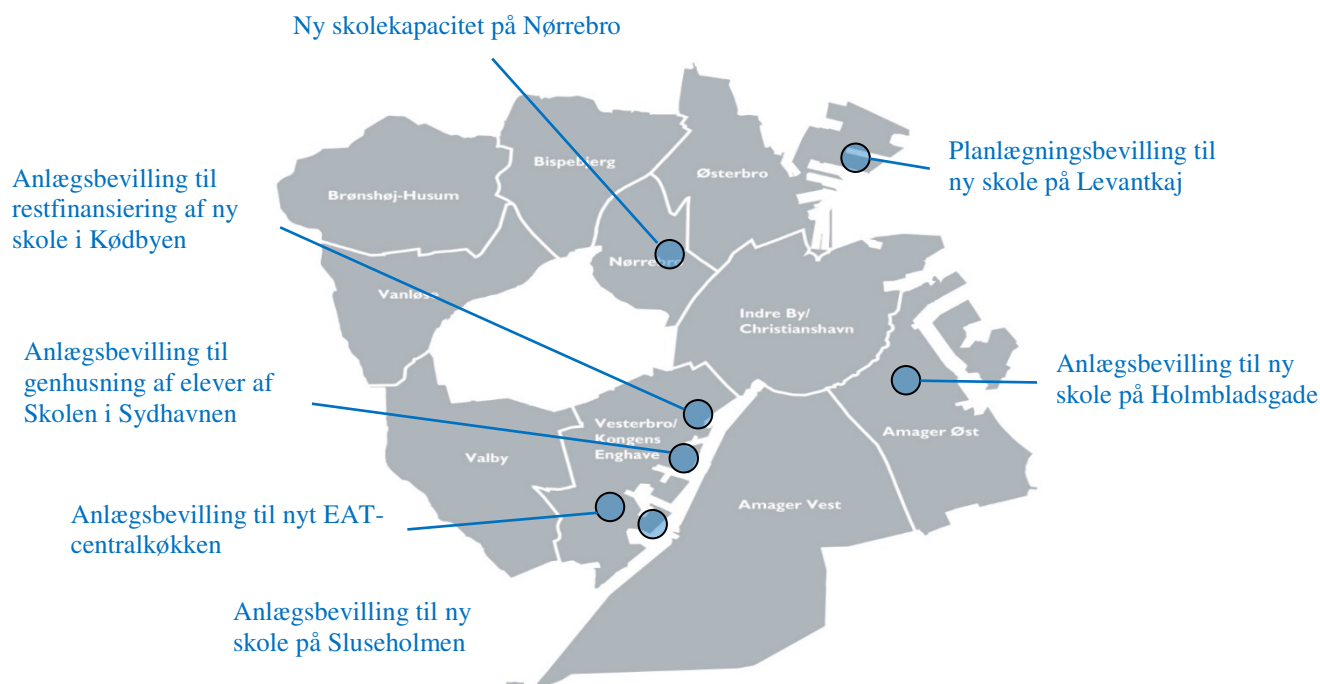 Ny skolekapacitet på Nørrebro
Planlægningsbevilling til
ny skole på Levantkaj
Anlægsbevilling til
restfinansiering af ny
skole i Kødbyen
Bispebjerg
Østerbro
Brønshøj-Husum
Nørrebro
Vanløse
Indre By/
Christianshavn
Anlægsbevilling til
genhusning af elever af
Skolen i Sydhavnen
Anlægsbevilling til ny
skole på Holmbladsgade
Vesterbro/
Kongens
Enghave
Amager Øst
Valby
Amager Vest
Anlægsbevilling til nyt EAT-
centralkøkken
Anlægsbevilling til ny
skole på Sluseholmen